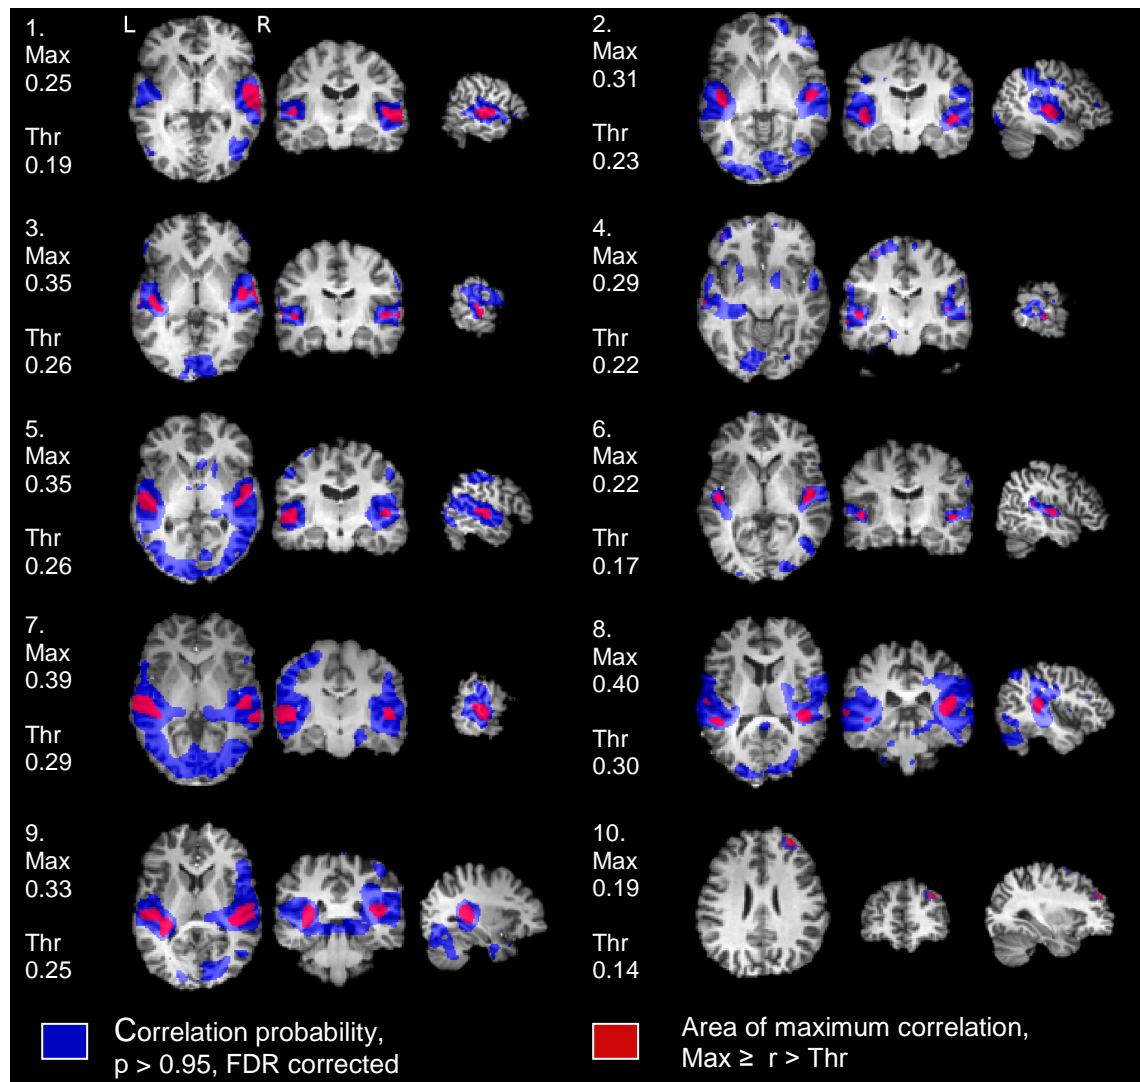 1.
Max
0.25
Thr
0.19
L R
2.
Max
0.31
Thr
0.23
3.
Max
0.35
Thr
0.26
4.
Max
0.29
Thr
0.22
5.
Max
0.35
Thr
0.26
6.
Max
0.22
Thr
0.17
7.
Max
0.39
Thr
0.29
8.
Max
0.40
Thr
0.30
9.
Max
0.33
Thr
0.25
10.
Max
0.19
Thr
0.14
Correlation probability,
p > 0.95, FDR corrected
Area of maximum correlation,
Max ≥ r > Thr